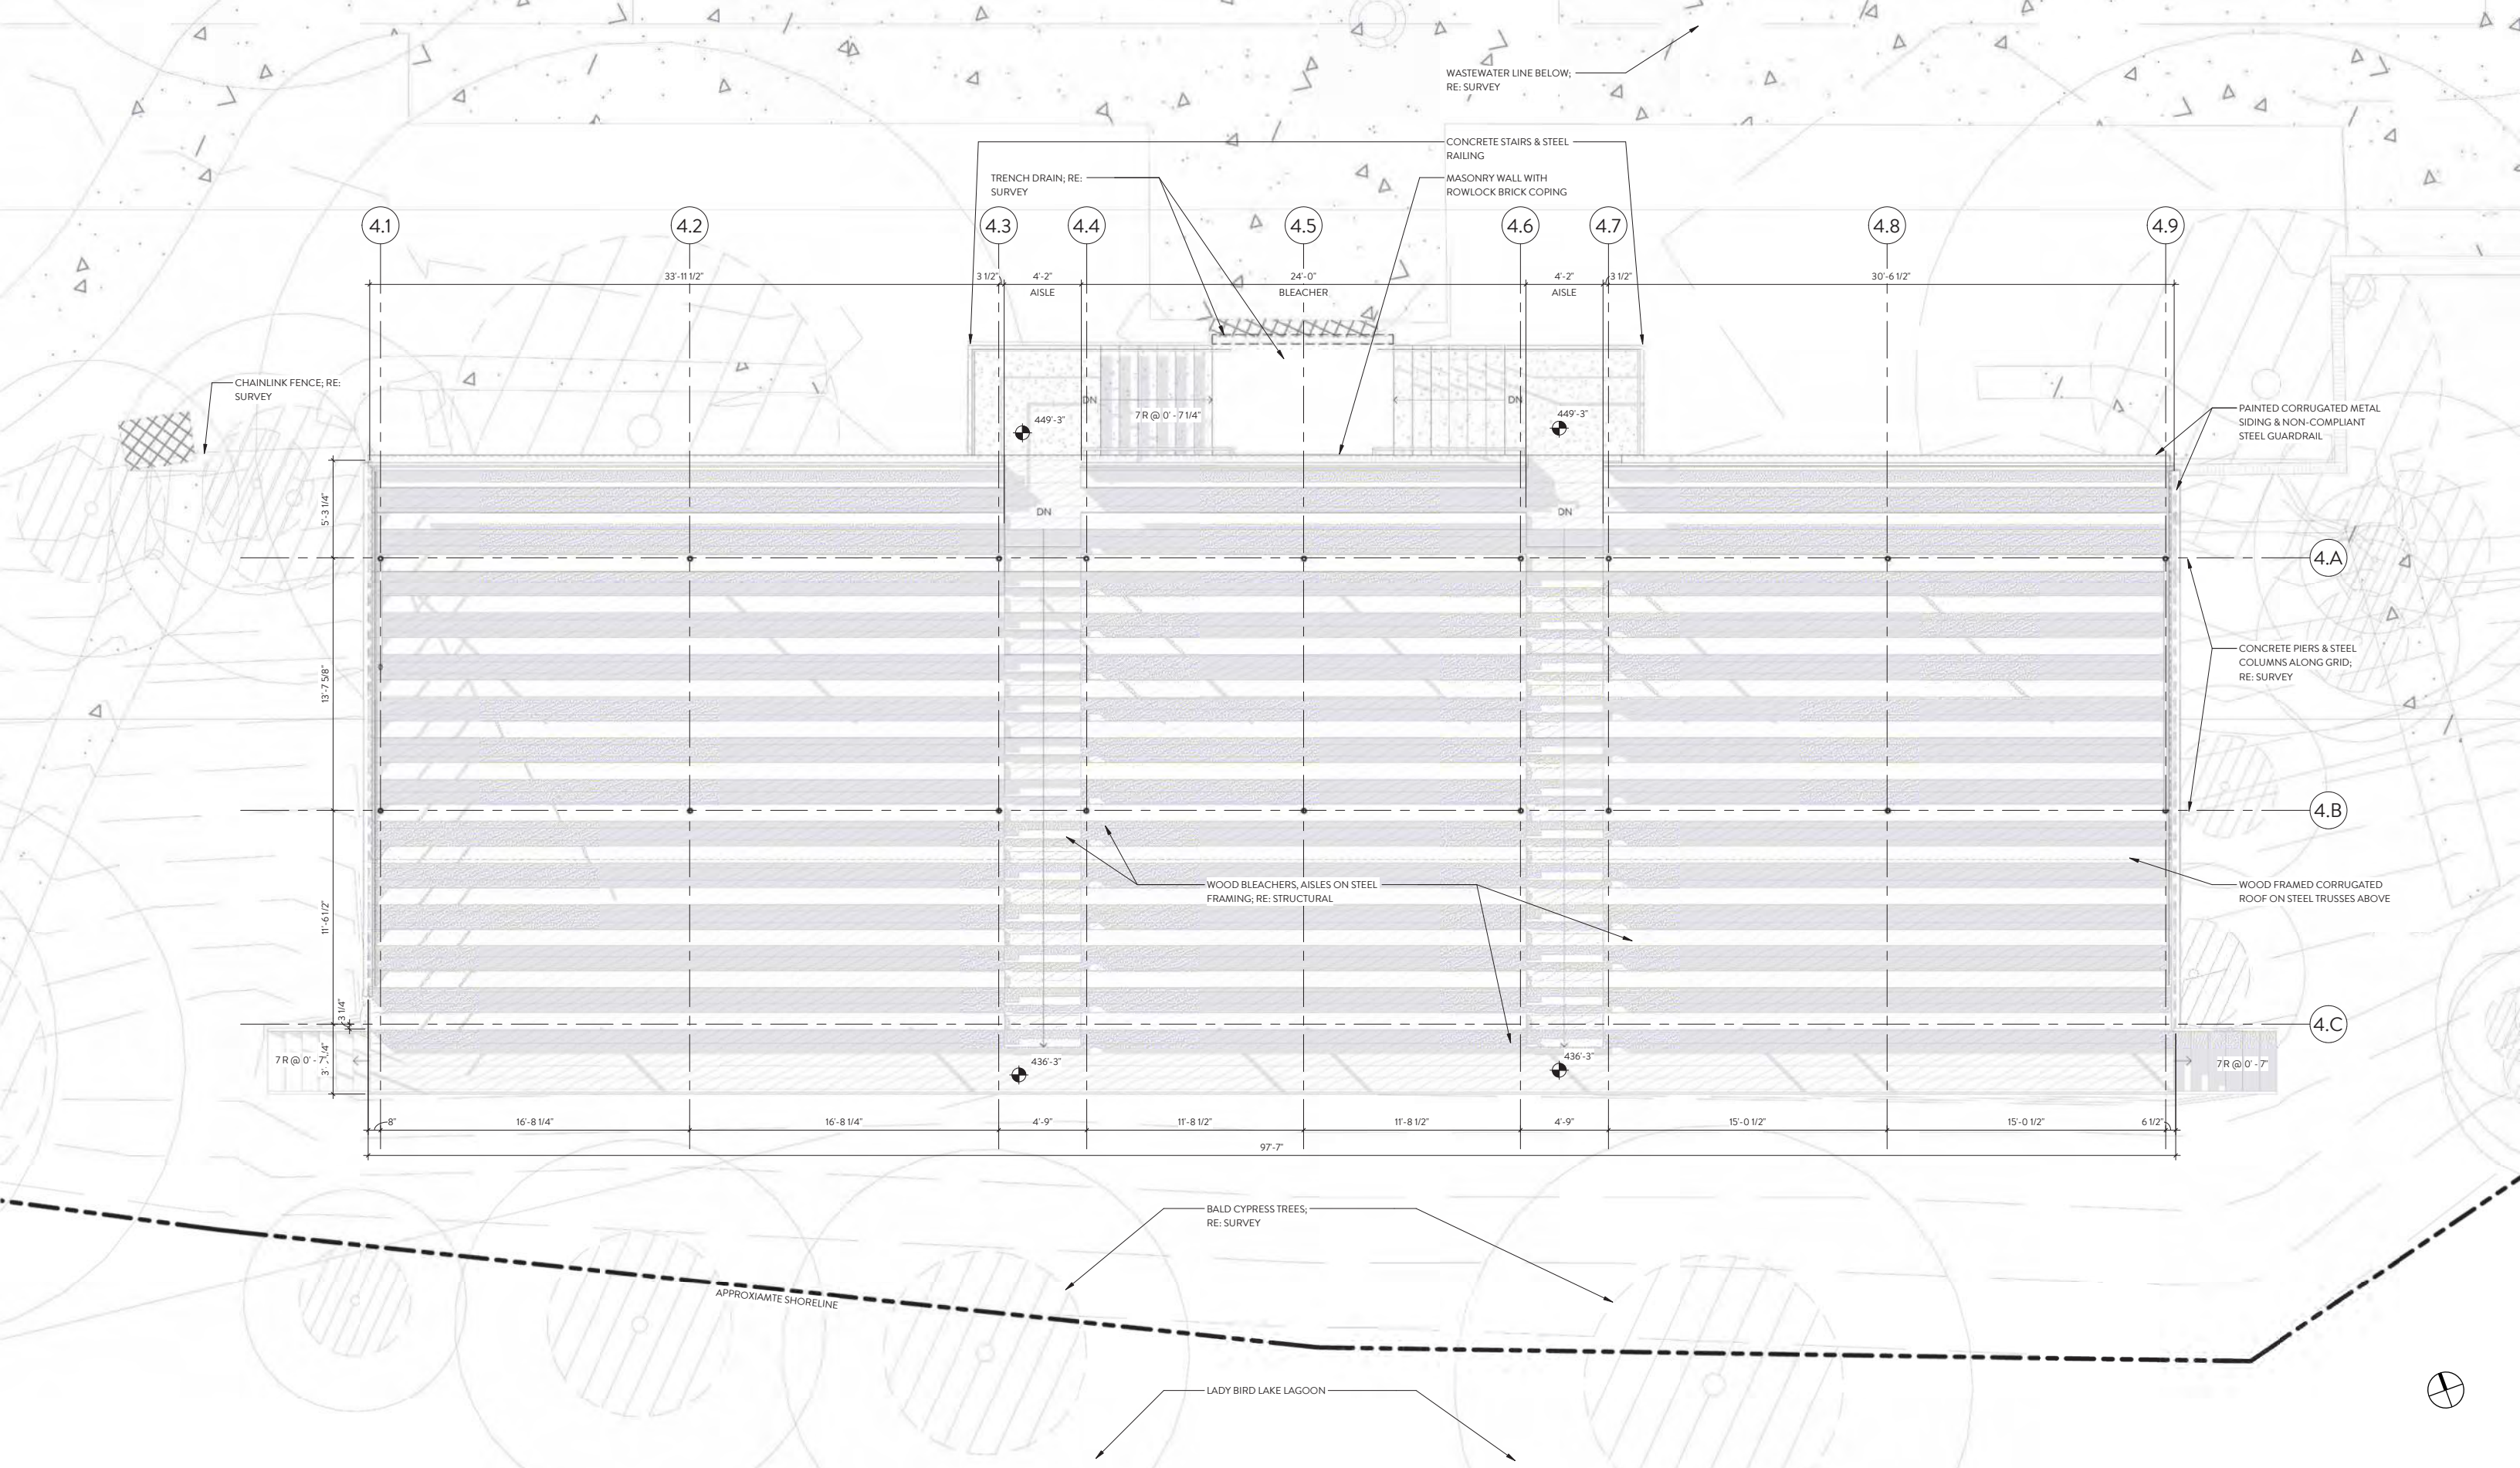 WASTEWATER LINE BELOW;
RE: SURVEY
CONCRETE STAIRS & STEEL
RAILING
TRENCH DRAIN; RE:
SURVEY
MASONRY WALL WITH
ROWLOCK BRICK COPING
4.1
4.2
4.3
4.4
4.5
4.6
4.7
4.8
4.9
33'-11 1/2"
3 1/2"
4'-2"
24'-0"
4'-2"
3 1/2"
30'-6 1/2"
AISLE
BLEACHER
AISLE
CHAINLINK FENCE; RE:
SURVEY
DN
7 R @ 0' - 7 1/4"
DN
449'-3"
449'-3"
PAINTED CORRUGATED METAL
SIDING & NON-COMPLIANT
STEEL GUARDRAIL
5'-3 1/4"
DN
DN
4.A
13'-7 5/8"
CONCRETE PIERS & STEEL
COLUMNS ALONG GRID;
RE: SURVEY
4.B
WOOD BLEACHERS, AISLES ON STEEL
FRAMING; RE: STRUCTURAL
WOOD FRAMED CORRUGATED
ROOF ON STEEL TRUSSES ABOVE
11'-6 1/2"
3 1/4"
4.C
7 R @ 0' - 7"
436'-3"
436'-3"
7 R @ 0' - 7"
8"
16'-8 1/4"
16'-8 1/4"
4'-9"
11'-8 1/2"
11'-8 1/2"
4'-9"
15'-0 1/2"
15'-0 1/2"
6 1/2"
97'-7"
BALD CYPRESS TREES;
RE: SURVEY
APPROXIAMTE SHORELINE
LADY BIRD LAKE LAGOON